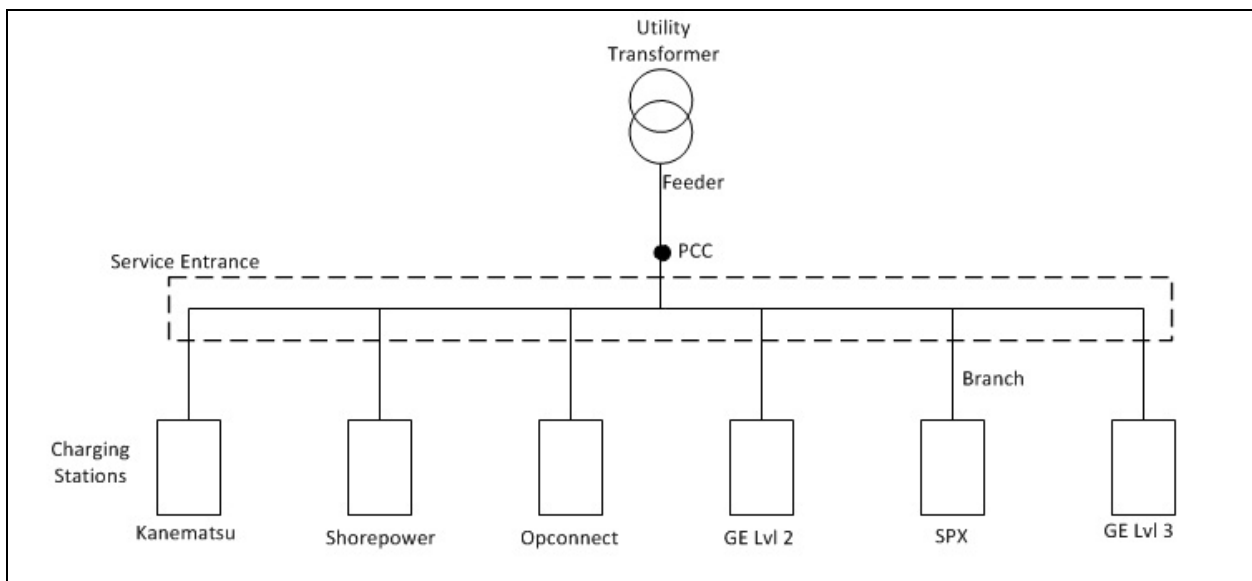 Utility
Transformer
Feeder
PCC
Service Entrance
Branch
Charging
Stations
Kanematsu
Shorepower
Opconnect
GE Lvl 2
SPX
GE Lvl 3